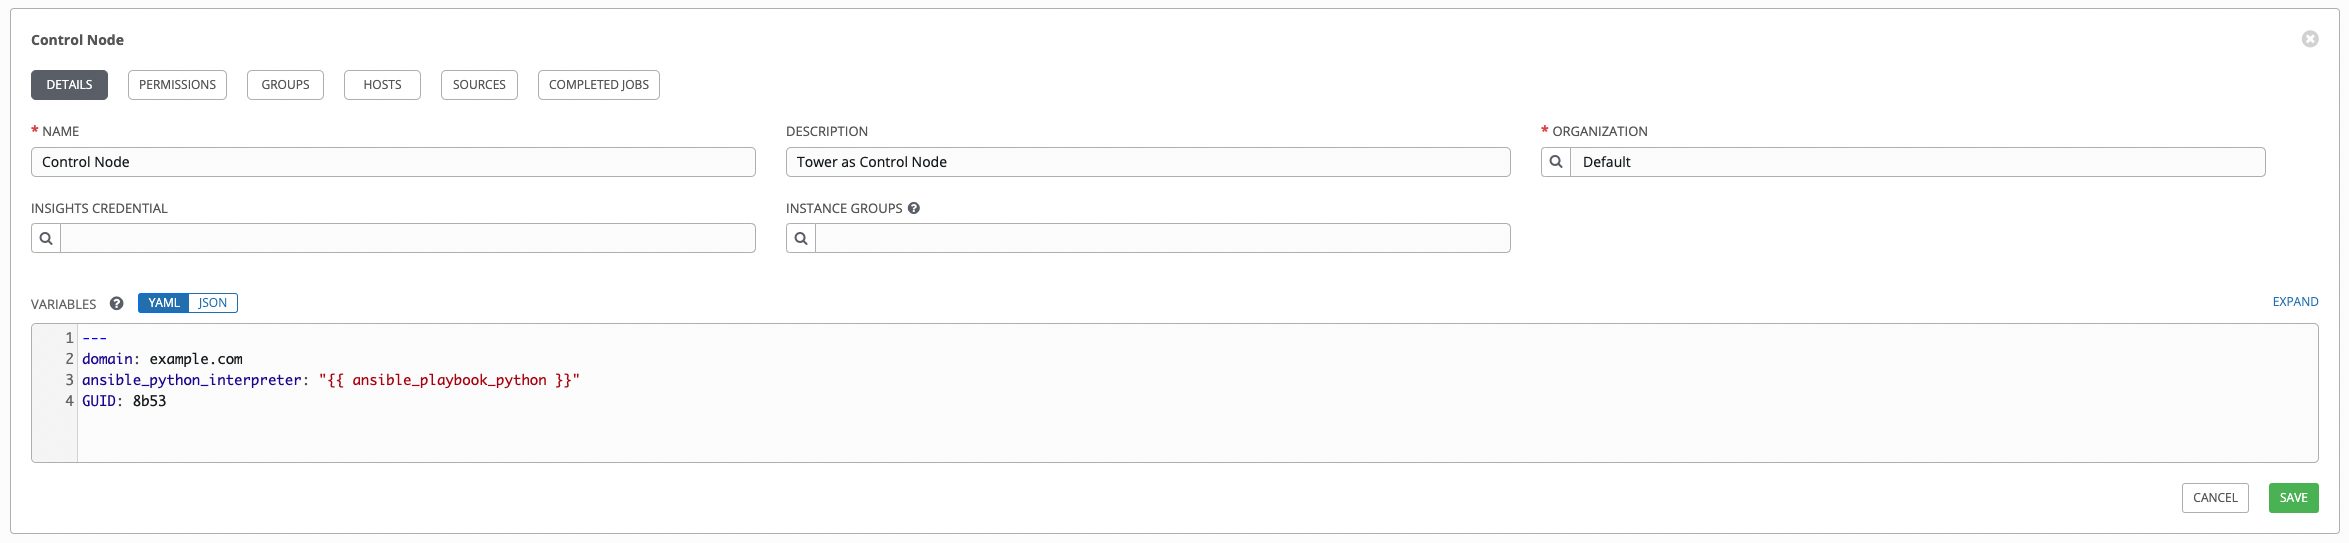 Control Node
DETAILS PERMISSIONS GROUPS HOSTS SOURCES COMPLETED JOBS
* NAME DESCRIPTION * ORGANIZATION
Control Node Tower as Control Node Default
INSIGHTS CREDENTIAL INSTANCE GROUPS ?
VARIABLES ? YAML JSON EXPAND
1 ---
2 domain: example.com
3 ansible_python_interpreter: "{{ ansible_playbook_python }}"
4 GUID: 8b53
CANCEL SAVE